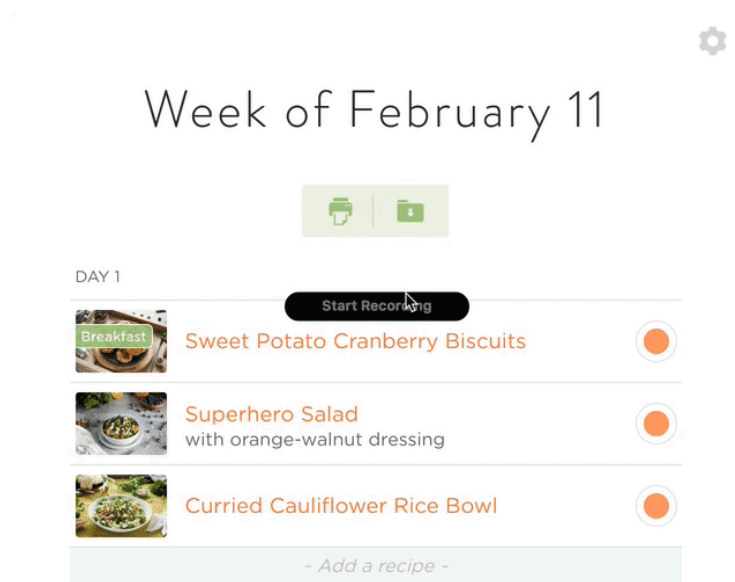 Week of February 11
DAY 1
Start Recording
Breakfast
Sweet Potato Cranberry Biscuits
Superhero Salad
with orange-walnut dressing
Curried Cauliflower Rice Bowl
- Add a recipe -